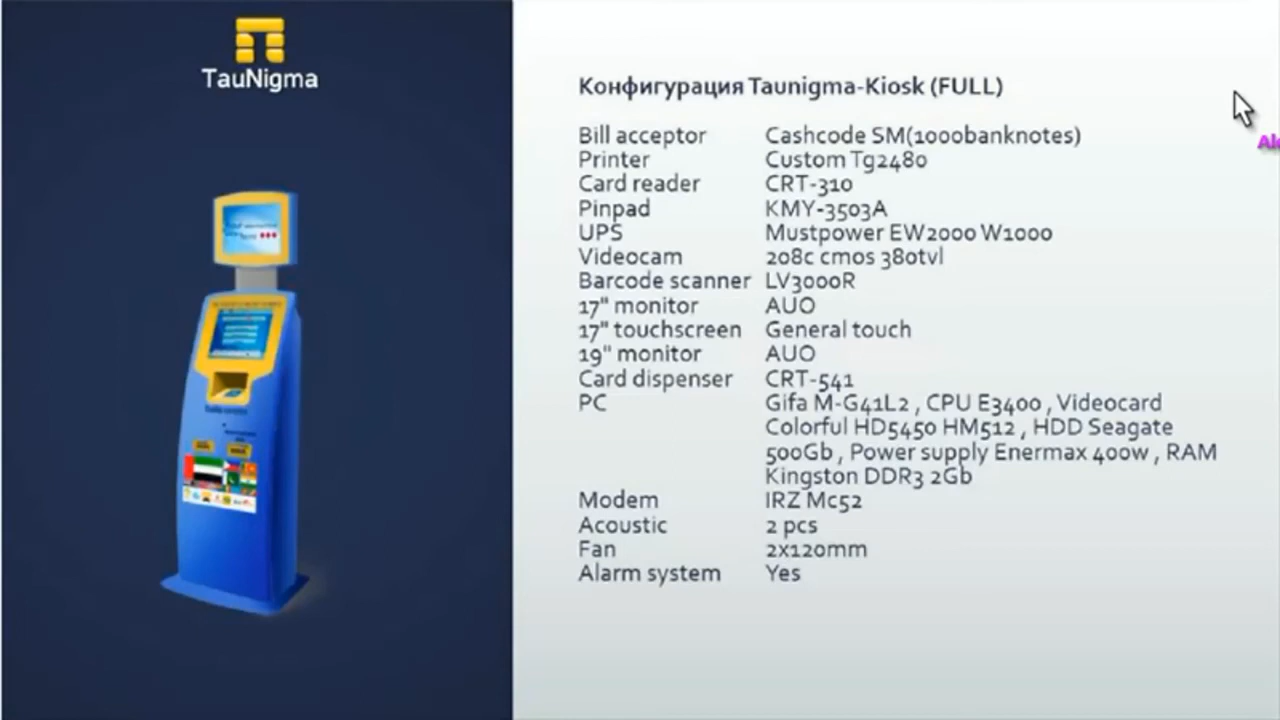 TauNigma
Конфигурация Taunigma-Kiosk (FULL)
Bill acceptor Cashcode SM(1000banknotes)
Printer Custom Tg2480
Card reader CRT-310
Pinpad KMY-3503A
UPS Mustpower EW2000 W1000
Videocam 208c cmos 380tvl
Barcode scanner LV3000R
17" monitor AUO
17" touchscreen General touch
19" monitor AUO
Card dispenser CRT-541
PC Gifa M-G41L2 , CPU E3400 , Videocard
Colorful HD5450 HM512 , HDD Seagate
500Gb , Power supply Enermax 400w , RAM
Kingston DDR3 2Gb
Modem IRZ Mc52
Acoustic 2 pcs
Fan 2x120mm
Alarm system Yes